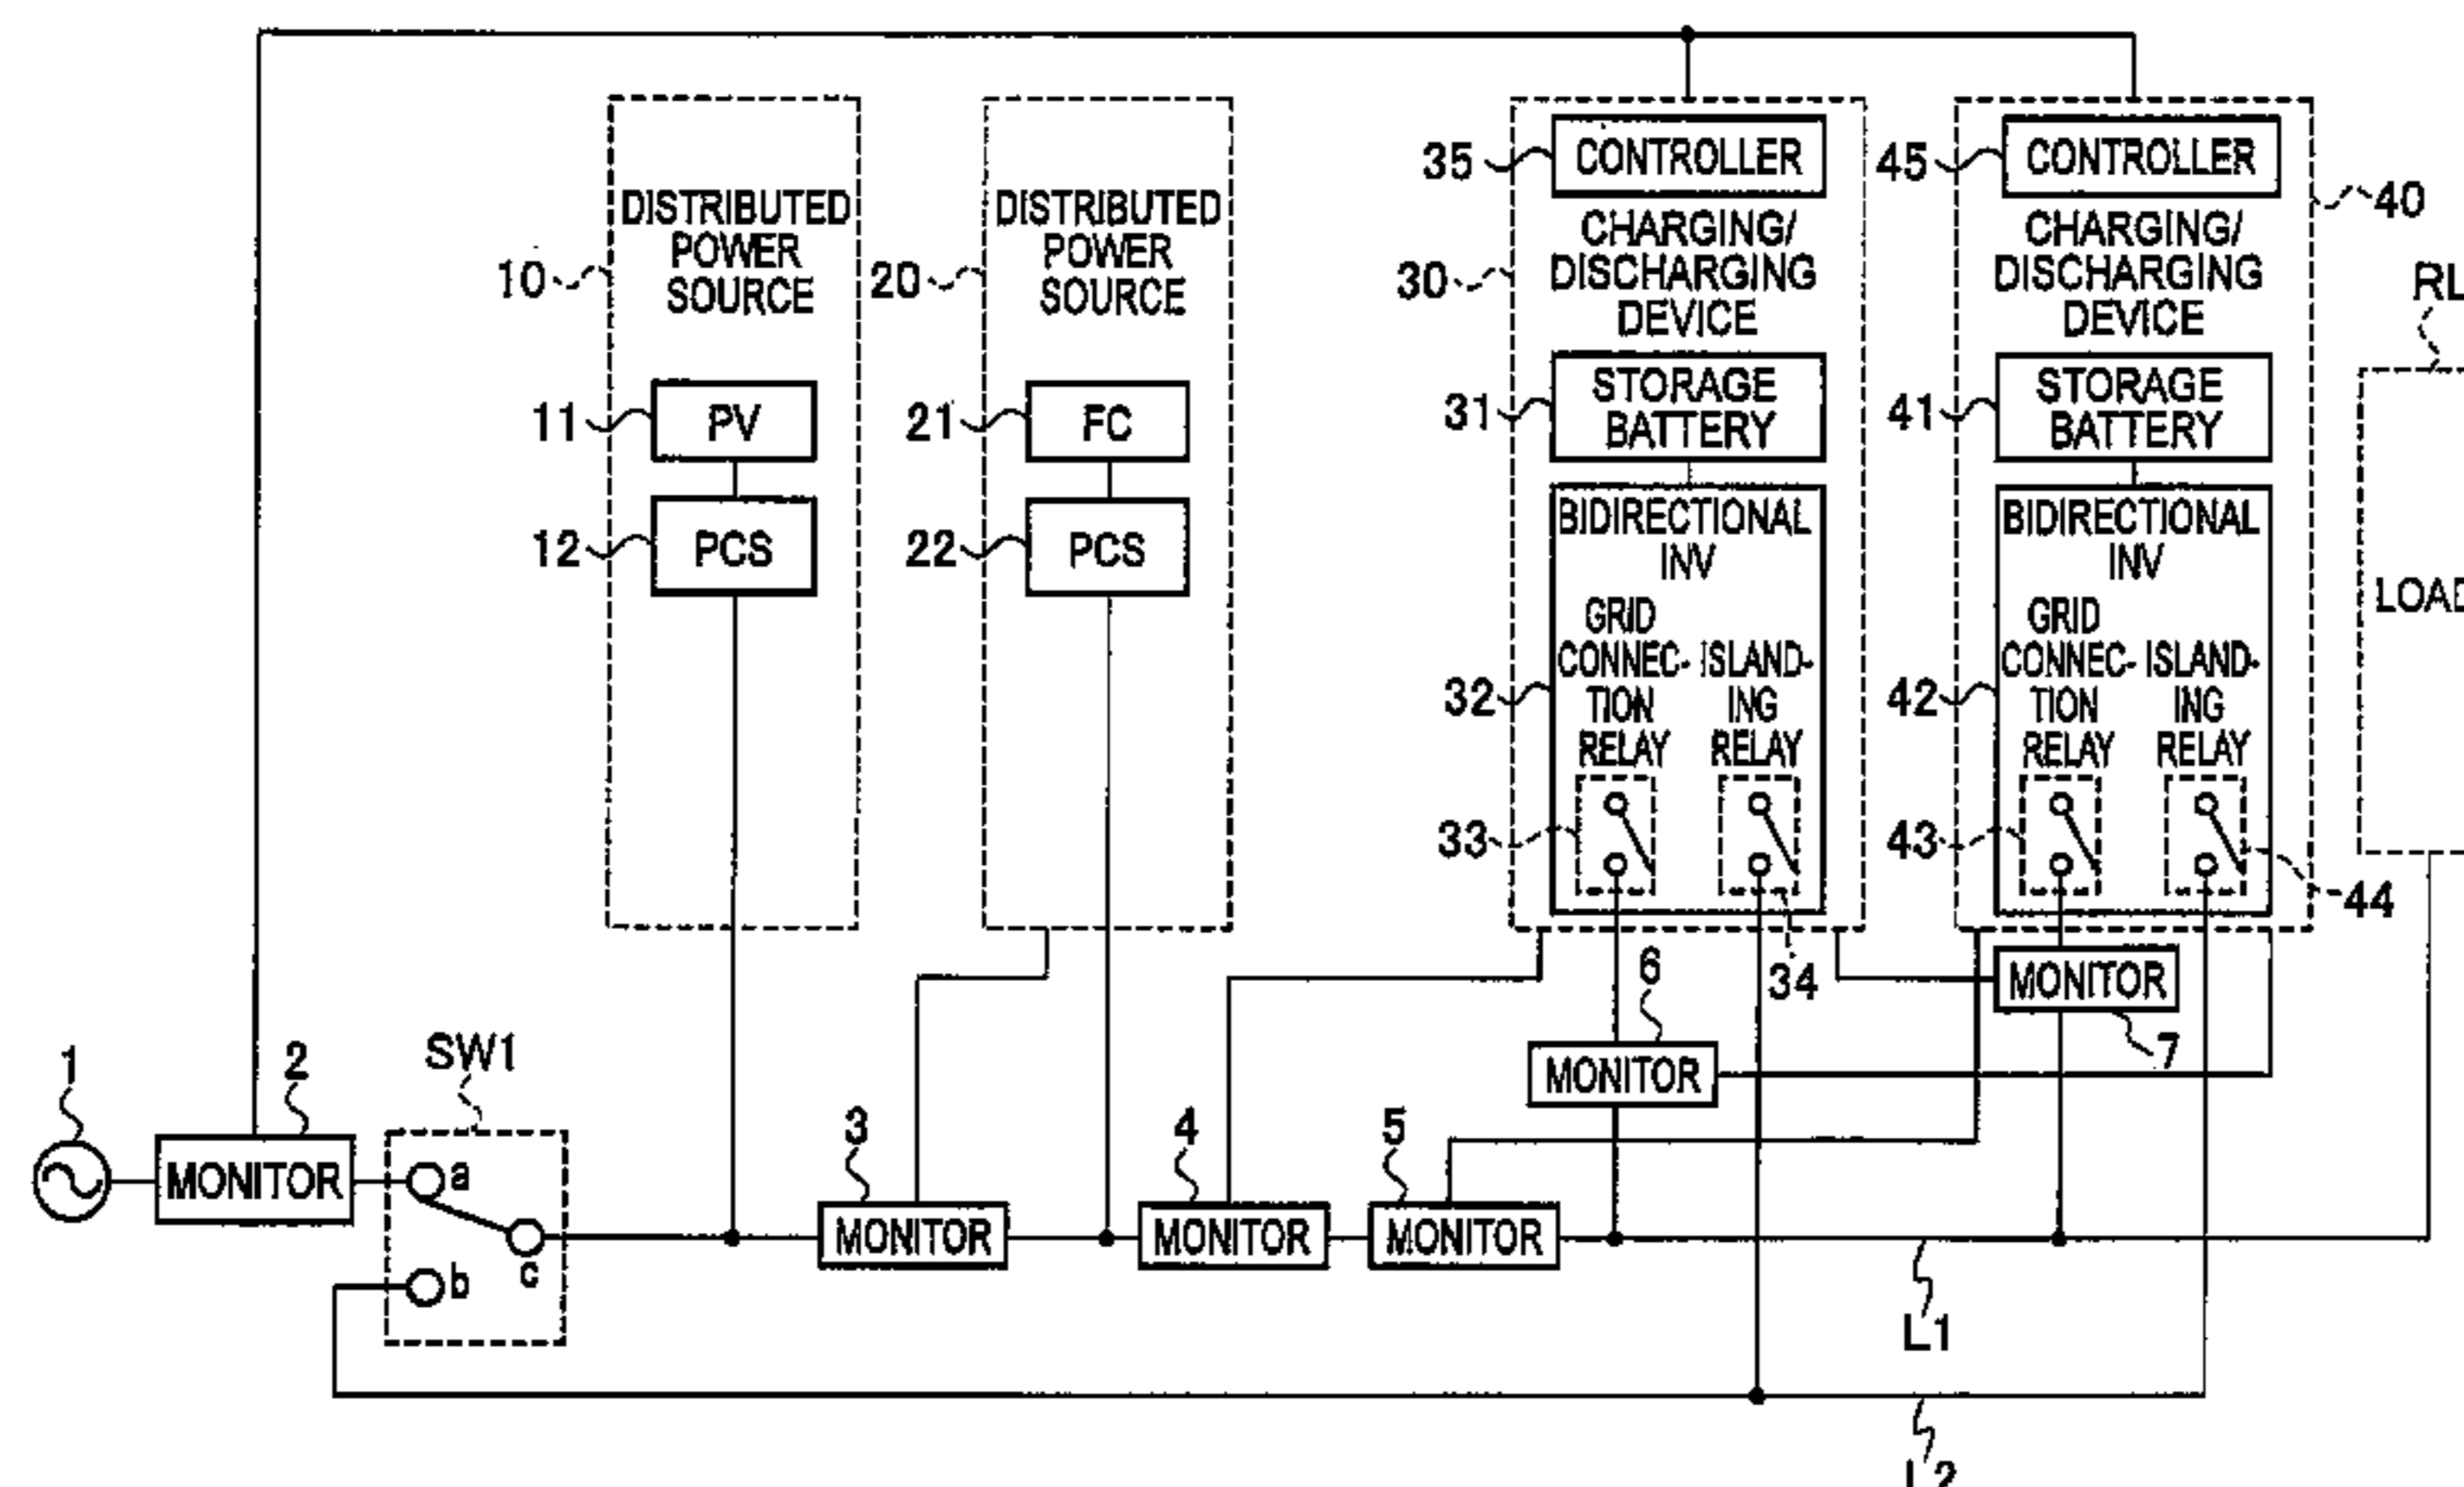 35
CONTROLLER
45
CONTROLLER
40
DISTRIBUTED
POWER
SOURCE
10
DISTRIBUTED
POWER
SOURCE
20
CHARGING/
DISCHARGING
DEVICE
30
CHARGING/
DISCHARGING
DEVICE
RL
11
PV
21
FC
31
STORAGE
BATTERY
41
STORAGE
BATTERY
12
PCS
22
PCS
32
BIDIRECTIONAL
INV
GRID
CONNEC-
TION
RELAY
ISLAND-
ING
RELAY
33
34
42
BIDIRECTIONAL
INV
GRID
CONNEC-
TION
RELAY
ISLAND-
ING
RELAY
43
44
LOAD
6
MONITOR
MONITOR
7
1
2
MONITOR
SW1
a
b
c
3
MONITOR
4
MONITOR
5
MONITOR
L1
L2